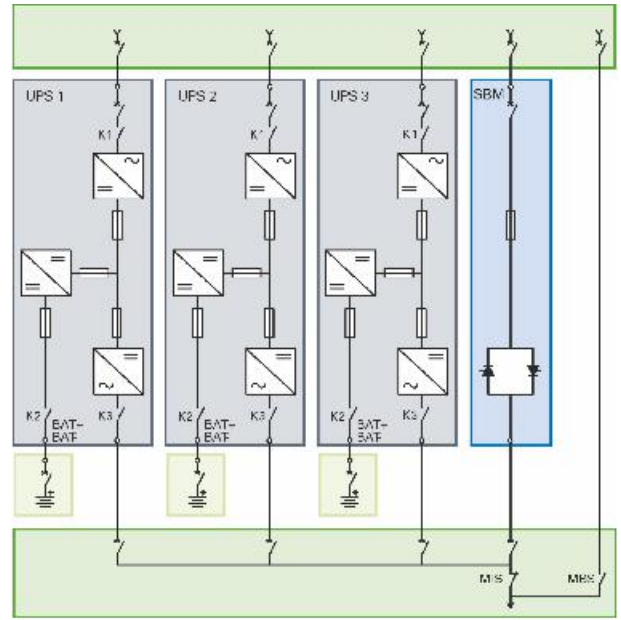 UPS 1
UPS 2
UPS 3
SBM
K1
K1
K1
K2
K3
BAT+
BAT-
K2
K3
BAT+
BAT-
K2
K3
BAT+
BAT-
MIS
MBS